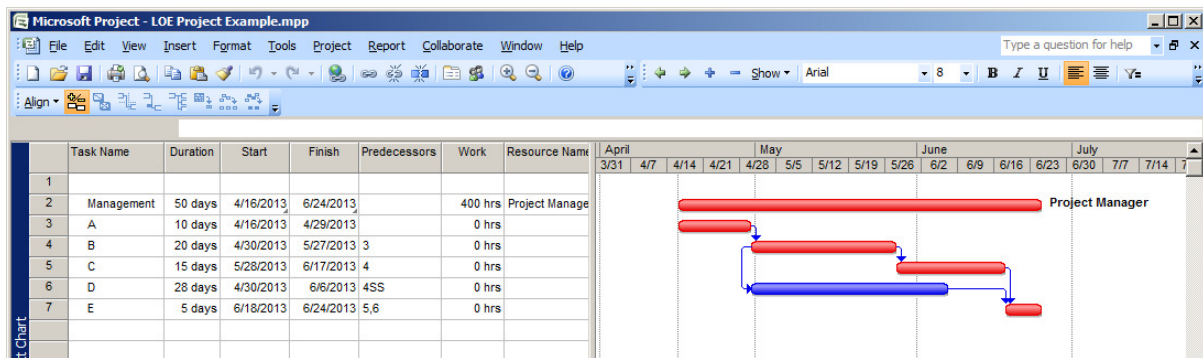 Microsoft Project - LOE Project Example.mpp
File Edit View Insert Format Tools Project Report Collaborate Window Help Type a question for help
Show Arial 8 B I U
Align
Task Name Duration Start Finish Predecessors Work Resource Name April May June July
3/31 4/7 4/14 4/21 4/28 5/5 5/12 5/19 5/26 6/2 6/9 6/16 6/23 6/30 7/7 7/14
1
2 Management 50 days 4/16/2013 6/24/2013 400 hrs Project Manage Project Manager
3 A 10 days 4/16/2013 4/29/2013 0 hrs
4 B 20 days 4/30/2013 5/27/2013 3 0 hrs
5 C 15 days 5/28/2013 6/17/2013 4 0 hrs
6 D 28 days 4/30/2013 6/6/2013 4SS 0 hrs
7 E 5 days 6/18/2013 6/24/2013 5,6 0 hrs
t Chart